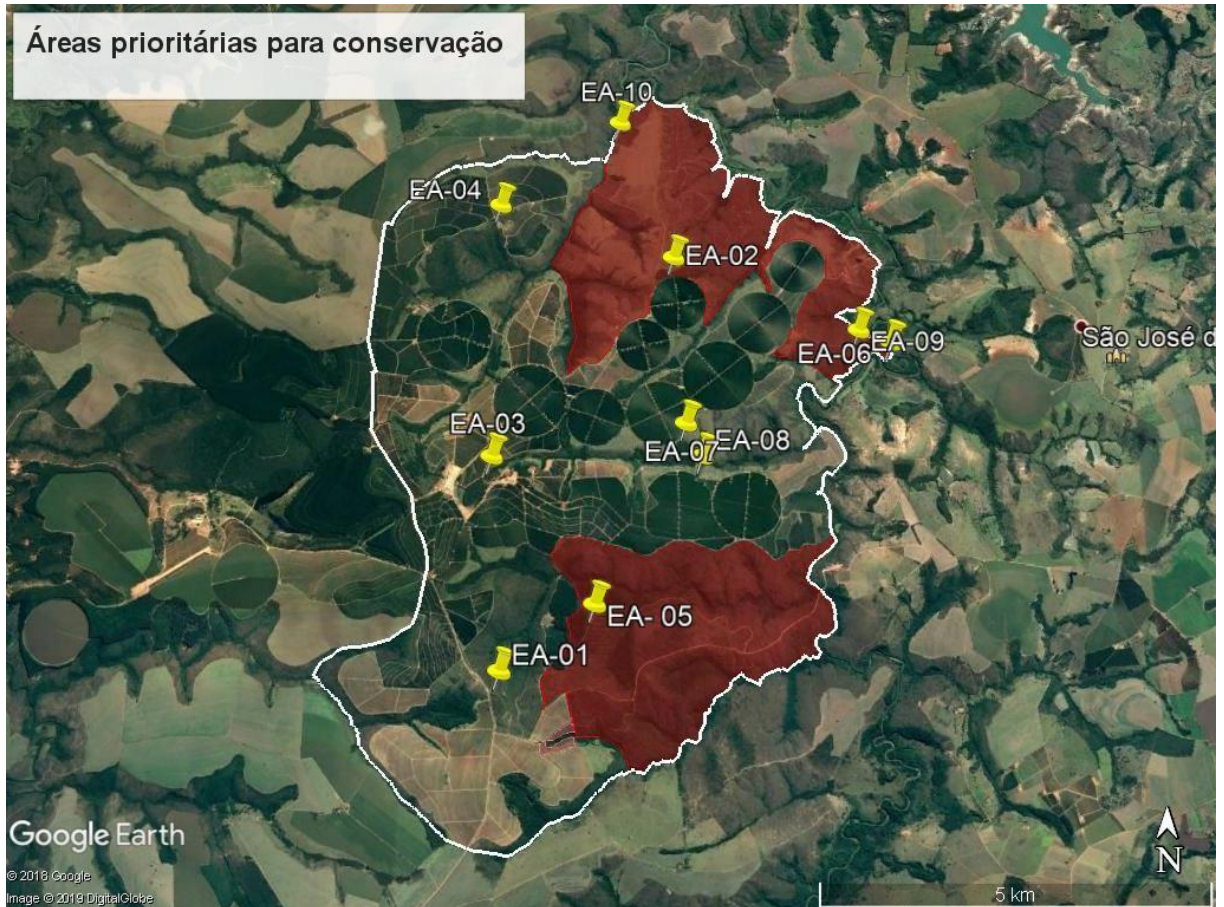 Áreas prioritárias para conservação
EA-10
EA-04
EA-02
EA-06
EA-09
São José d
EA-03
EA-07
EA-08
EA- 05
EA-01
Google Earth
N
© 2018 Google
Image © 2019 DigitalGlobe
5 km